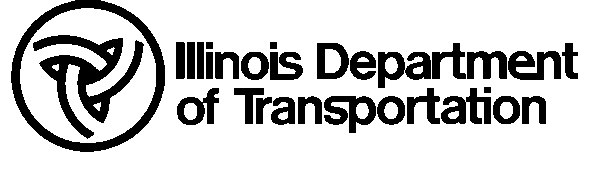 Illinois Department
of Transportation